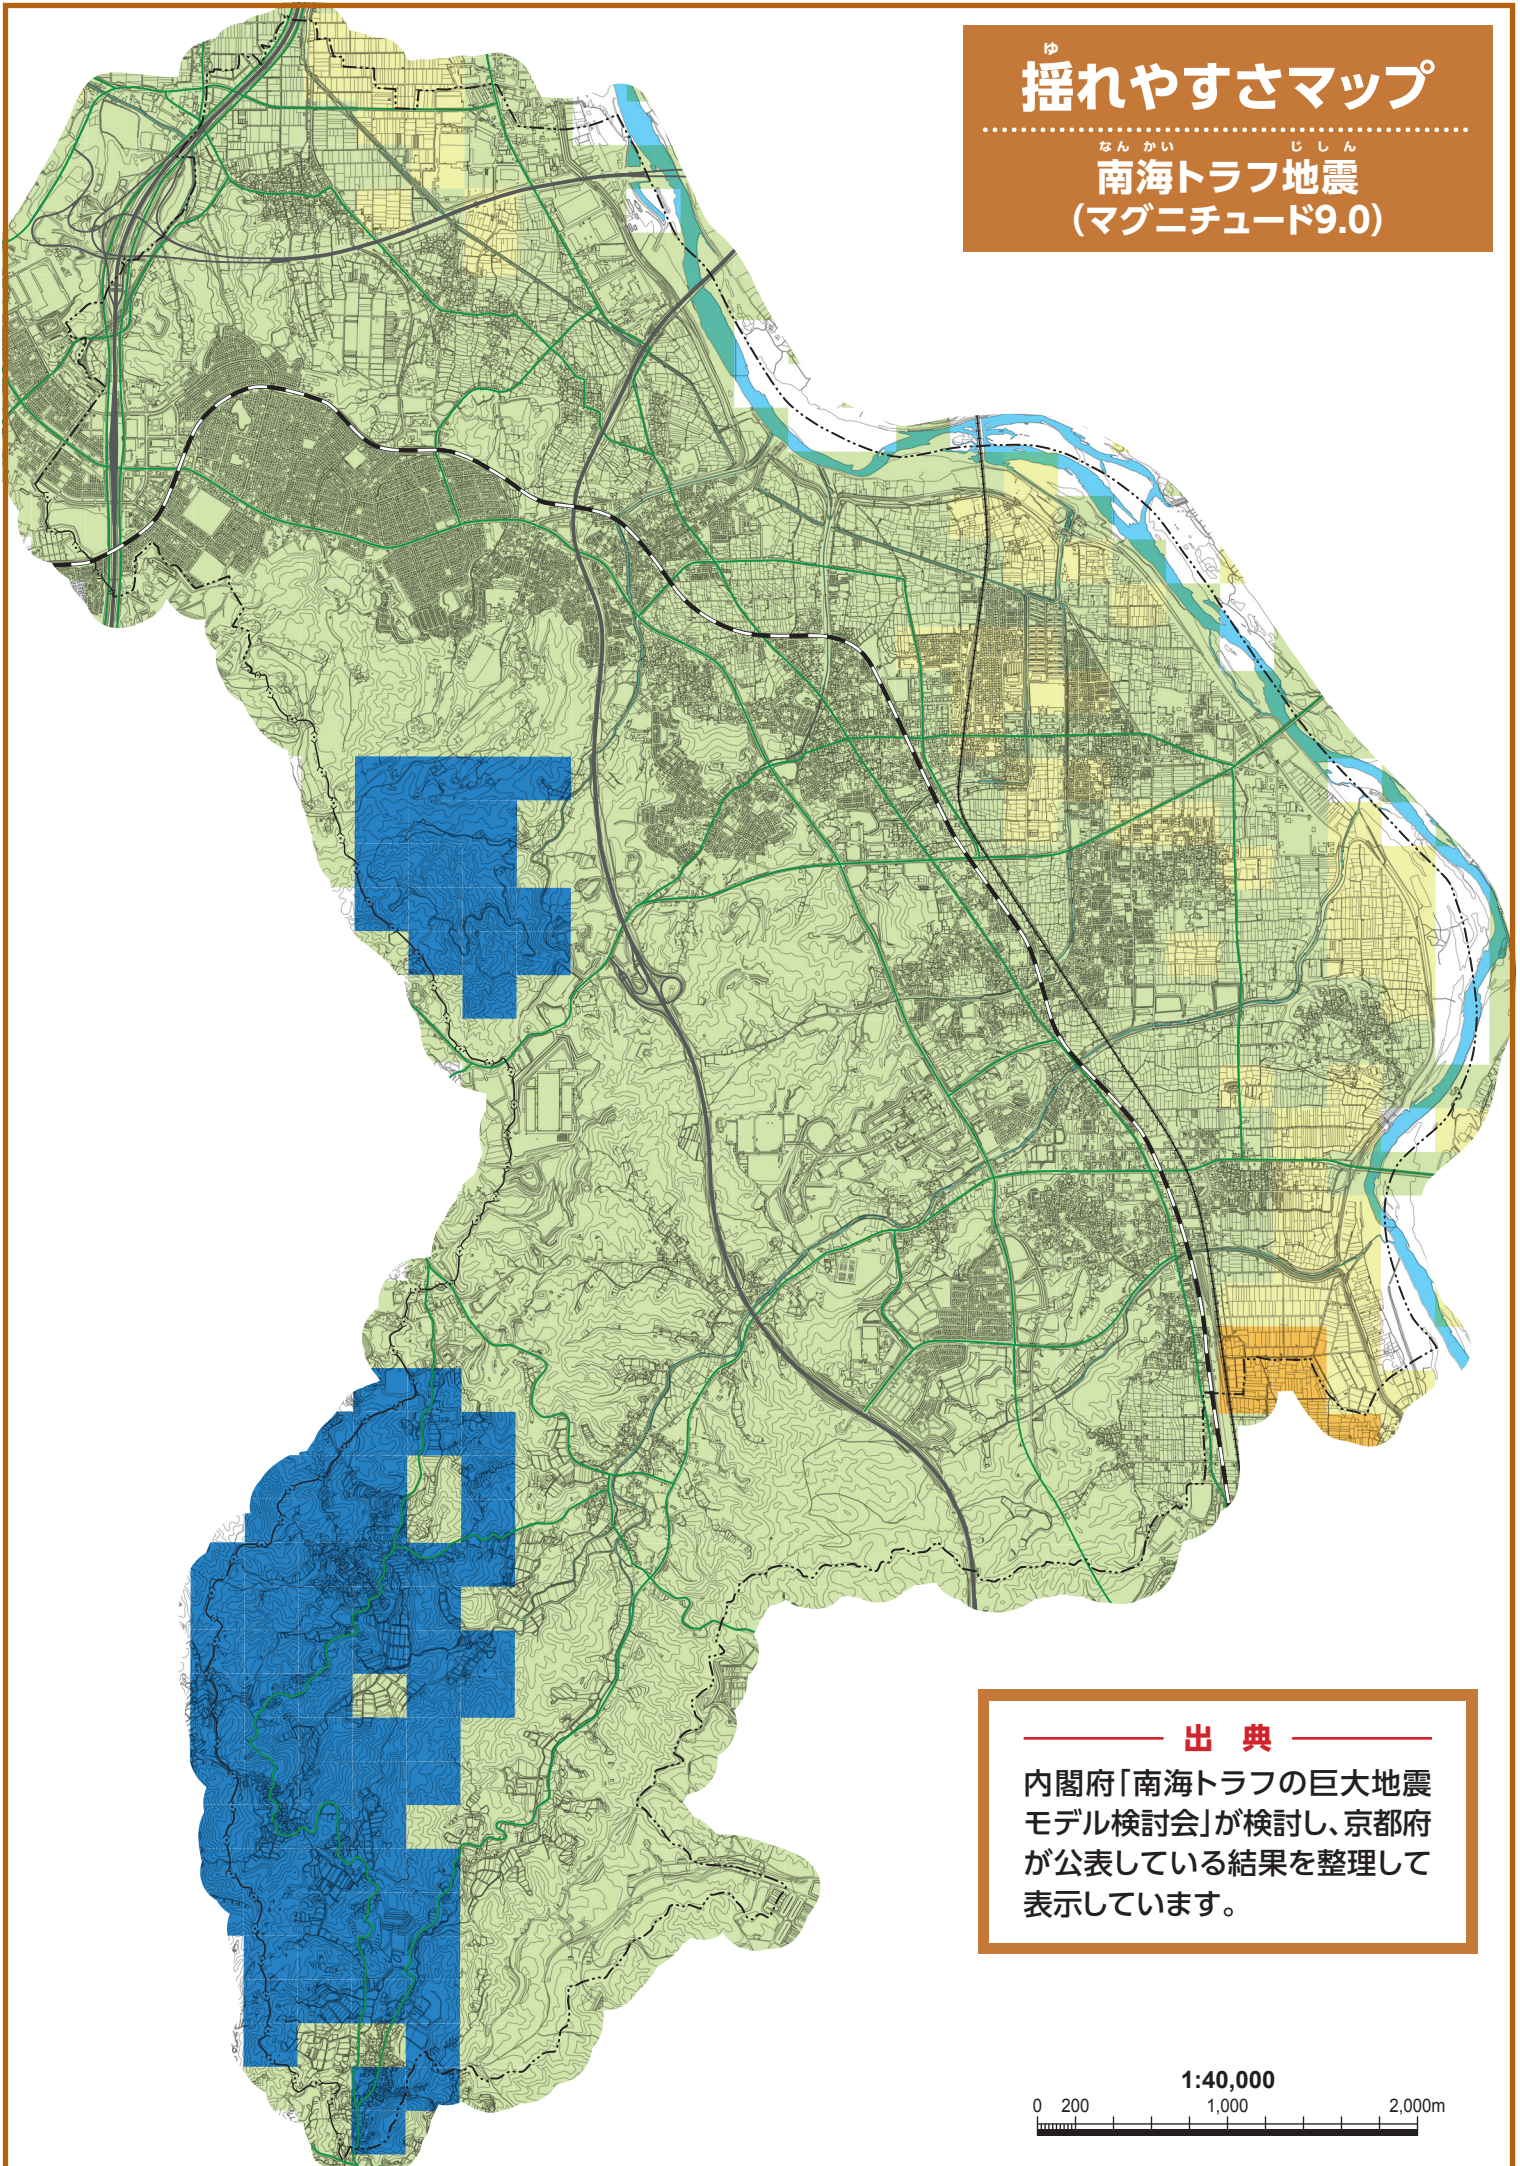 ゆ
揺れやすさマップ
なんかい じしん
南海トラフ地震
(マグニチュード9.0)
出典
内閣府「南海トラフの巨大地震
モデル検討会」が検討し、京都府
が公表している結果を整理して
表示しています。
1:40,000
0 200 1,000 2,000m